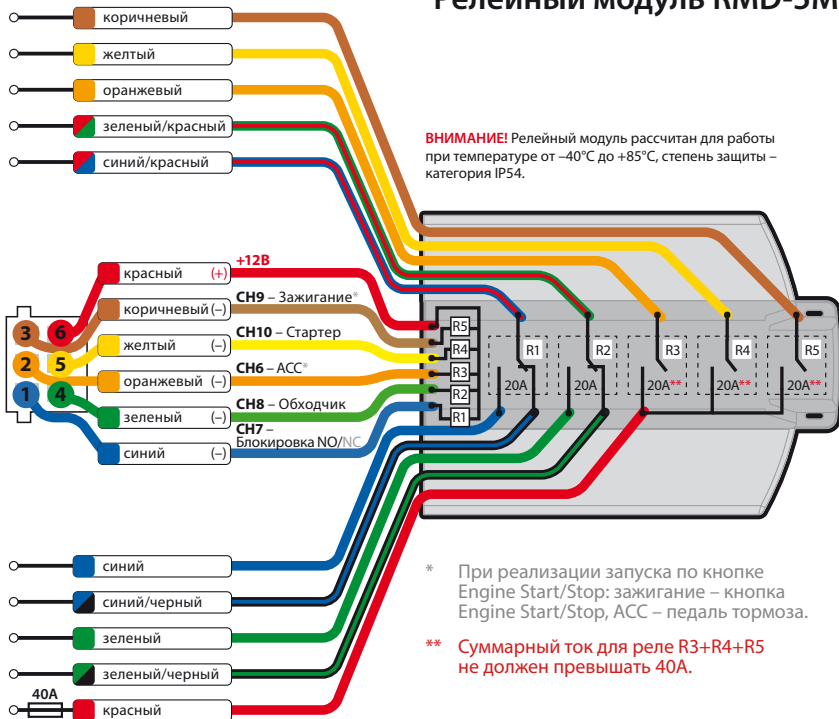 Релейный модуль RMD-5M
коричневый
желтый
оранжевый
зеленый/красный
синий/красный
ВНИМАНИЕ! Релейный модуль рассчитан для работы
при температуре от –40°C до +85°C, степень защиты –
категория IP54.
+12В
красный (+)
CH9 – Зажигание*
коричневый (–)
CH10 – Стартер
желтый (–)
CH6 – ACC*
оранжевый (–)
CH8 – Обходчик
зеленый (–)
CH7 –
Блокировка NO/NC
синий (–)
3 6
2 5
1 4
R5
R4
R3
R2
R1
R1 R2 R3 R4 R5
20A 20A 20A** 20A** 20A**
синий
синий/черный
зеленый
зеленый/черный
40A
красный
* При реализации запуска по кнопке
Engine Start/Stop: зажигание – кнопка
Engine Start/Stop, ACC – педаль тормоза.
** Суммарный ток для реле R3+R4+R5
не должен превышать 40A.